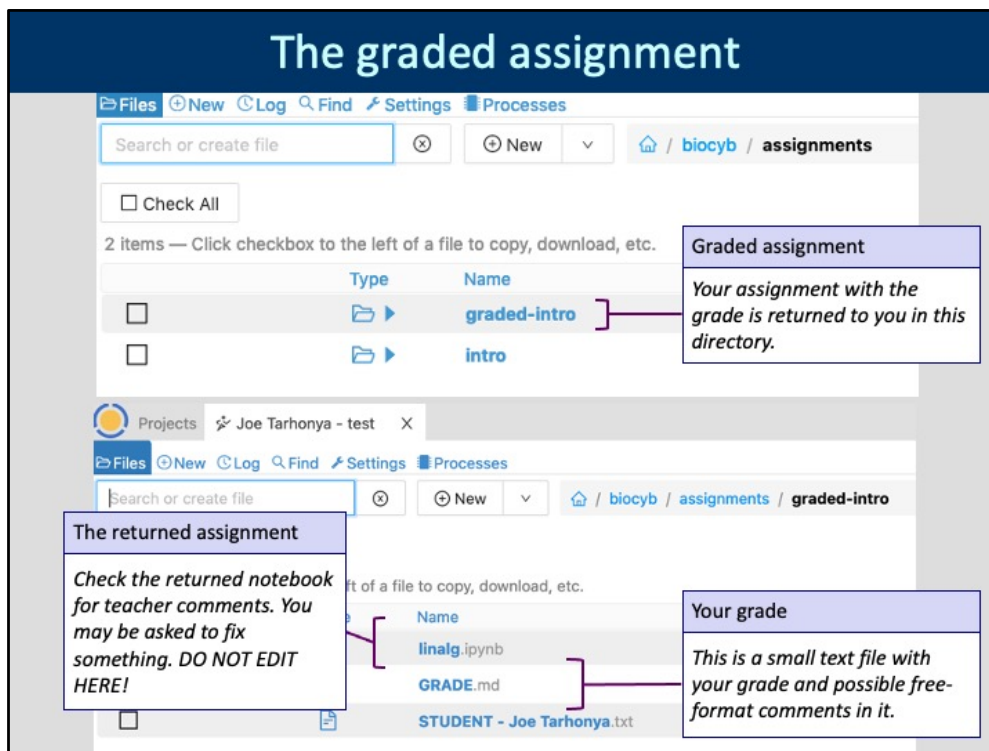 The graded assignment
Files New Log Find Settings Processes
Search or create file
New
/ biocyb / assignments
Check All
2 items — Click checkbox to the left of a file to copy, download, etc.
Type Name
graded-intro
intro
Graded assignment
Your assignment with the
grade is returned to you in this
directory.
Projects Joe Tarhonya - test X
Files New Log Find Settings Processes
Search or create file
New
/ biocyb / assignments / graded-intro
The returned assignment
Check the returned notebook
for teacher comments. You
may be asked to fix
something. DO NOT EDIT
HERE!
of a file to copy, download, etc.
Name
linalg.ipynb
GRADE.md
STUDENT - Joe Tarhonya.txt
Your grade
This is a small text file with
your grade and possible free-
format comments in it.